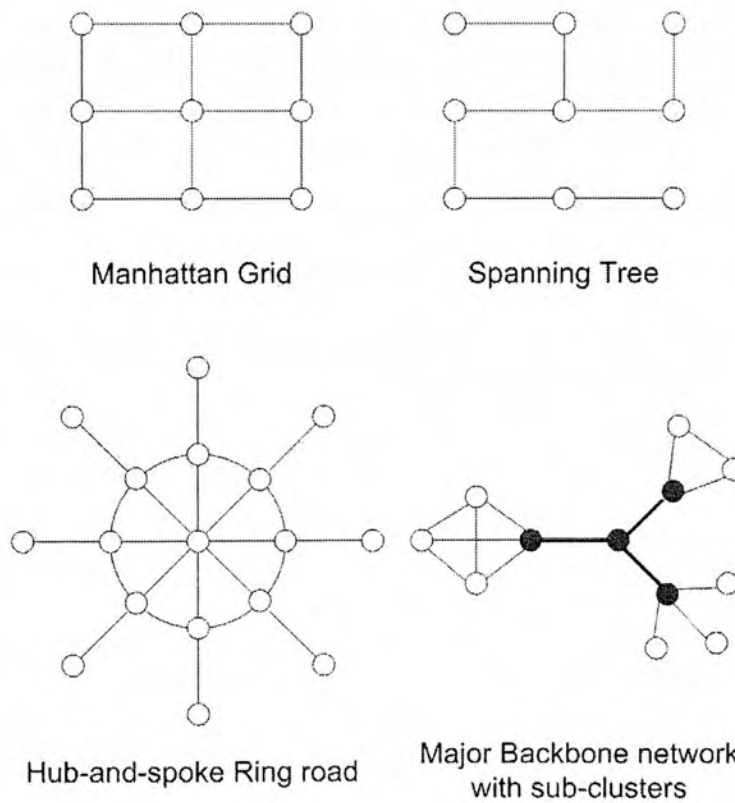 Manhattan Grid
Spanning Tree
Hub-and-spoke Ring road
Major Backbone network
with sub-clusters